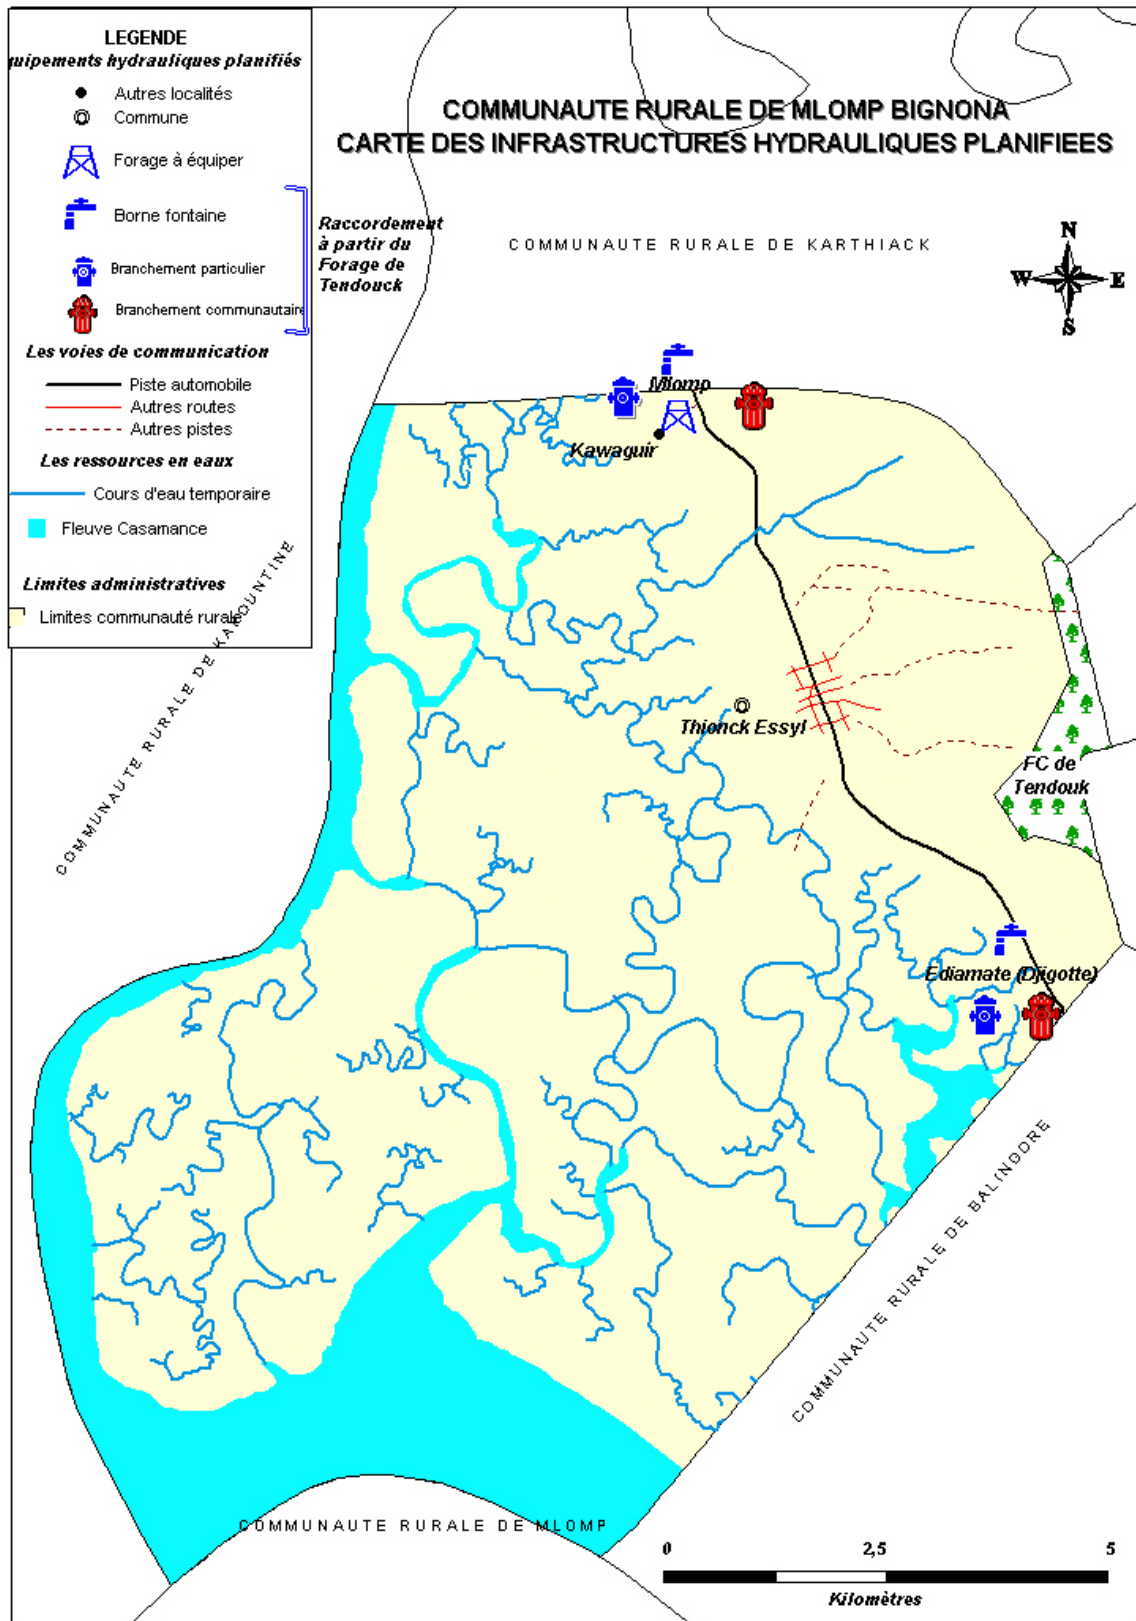 LEGENDE
quipements hydrauliques planifiés
Autres localités
Commune
Forage à équiper
Borne fontaine
Branchement particulier
Branchement communautaire
Raccordement
à partir du
Forage de
Tendouck
Les voies de communication
Piste automobile
Autres routes
Autres pistes
Les ressources en eaux
Cours d'eau temporaire
Fleuve Casamance
Limites administratives
Limites communauté rurale
COMMUNAUTE RURALE DE MLOMP BIGNONA
CARTE DES INFRASTRUCTURES HYDRAULIQUES PLANIFIEES
COMMUNAUTE RURALE DE KARTHIACK
N
W
E
S
Mlomp
Kawaguir
COMMUNAUTE RURALE DE KAFOUNTINE
Thionck Essyl
FC de
Tendouk
Ediamate (Djigotte)
COMMUNAUTE RURALE DE BALINGORE
COMMUNAUTE RURALE DE MLOMP
0 2,5 5
Kilomètres